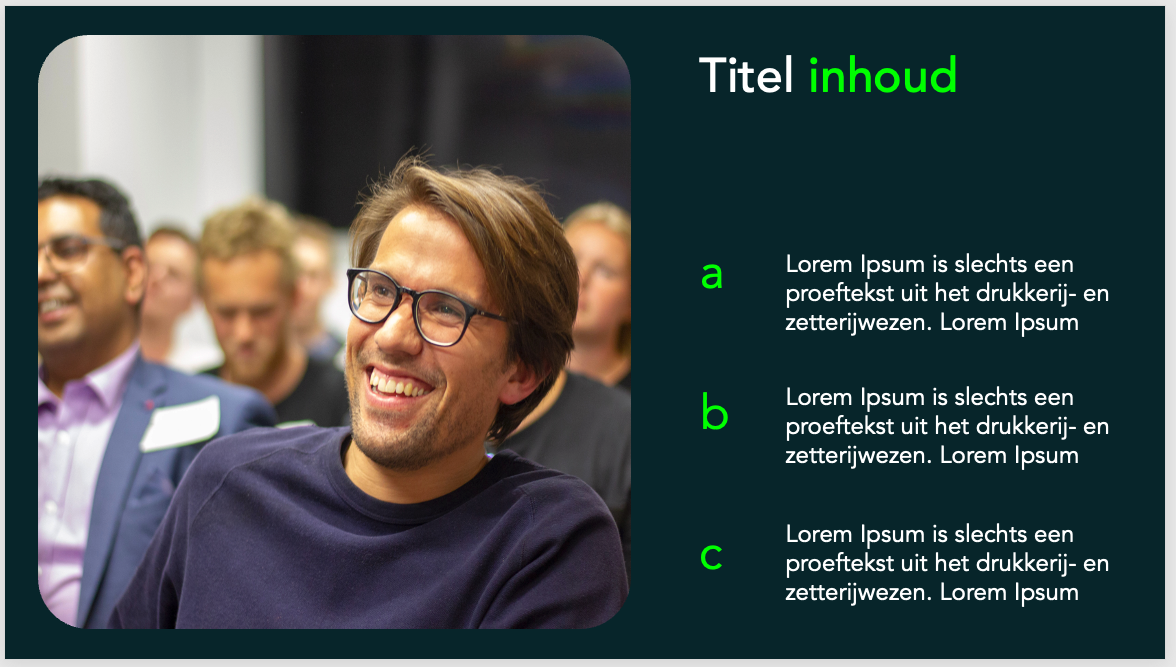 Titel inhoud
a
Lorem Ipsum is slechts een
proeftekst uit het drukkerij- en
zetterijwezen. Lorem Ipsum
b
Lorem Ipsum is slechts een
proeftekst uit het drukkerij- en
zetterijwezen. Lorem Ipsum
c
Lorem Ipsum is slechts een
proeftekst uit het drukkerij- en
zetterijwezen. Lorem Ipsum